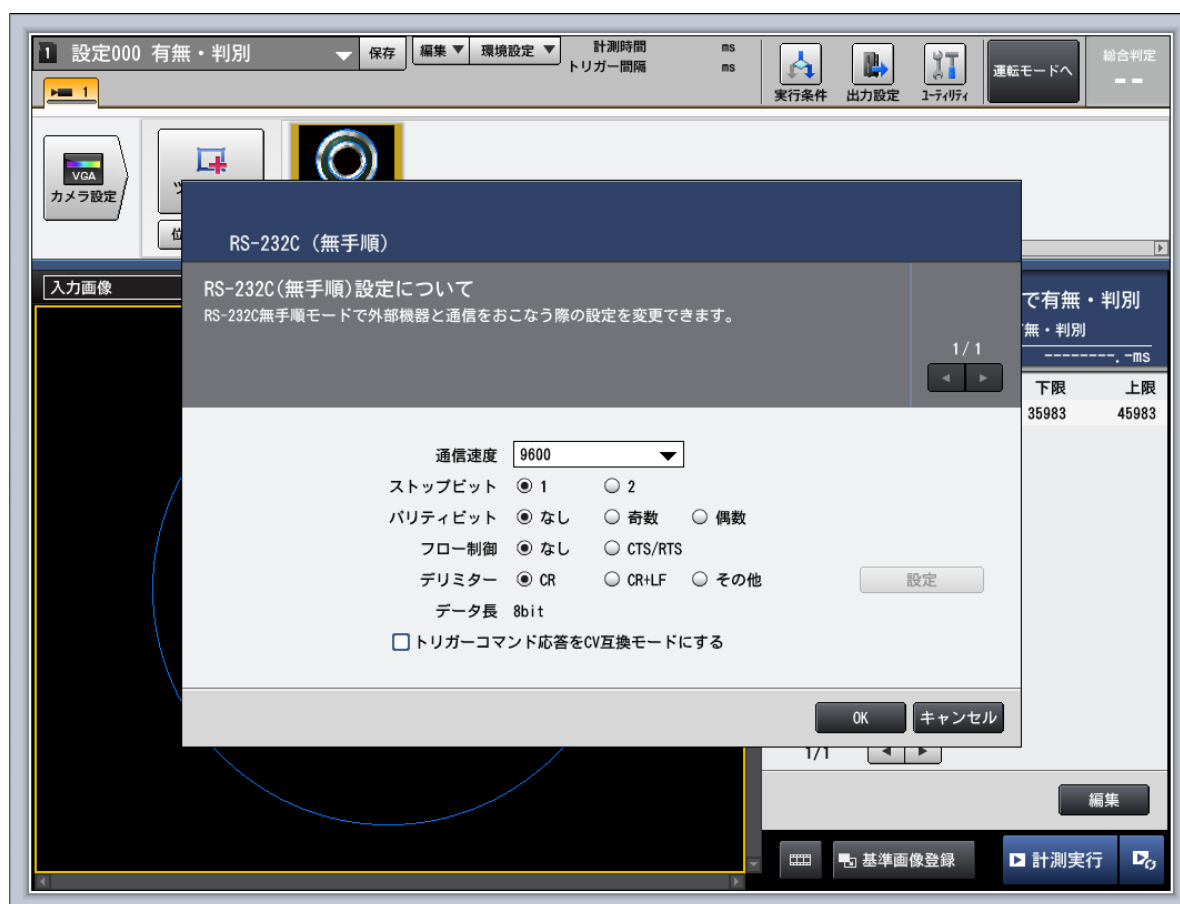 1 設定000 有無・判別
保存
編集
環境設定
計測時間 ms
トリガー間隔 ms
実行条件
出力設定
ユーティリティ
運転モードへ
総合判定
--
1
VGA
カメラ設定
ツ
位
RS-232C (無手順)
入力画像
RS-232C(無手順)設定について
RS-232C無手順モードで外部機器と通信をおこなう際の設定を変更できます。
1/1
で有無・判別
有無・判別
--------.-ms
下限 上限
35983 45983
通信速度 9600
ストップビット 1 2
パリティビット なし 奇数 偶数
フロー制御 なし CTS/RTS
デリミター CR CR+LF その他 設定
データ長 8bit
トリガーコマンド応答をCV互換モードにする
OK キャンセル
1/1
編集
基準画像登録
計測実行